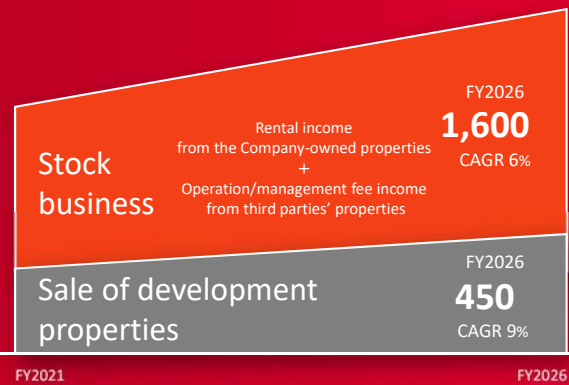 FY2026
1,600
CAGR 6%
Rental income
from the Company-owned properties
+
Operation/management fee income
from third parties’ properties
Stock
business
FY2026
450
CAGR 9%
Sale of development
properties
FY2021
FY2026